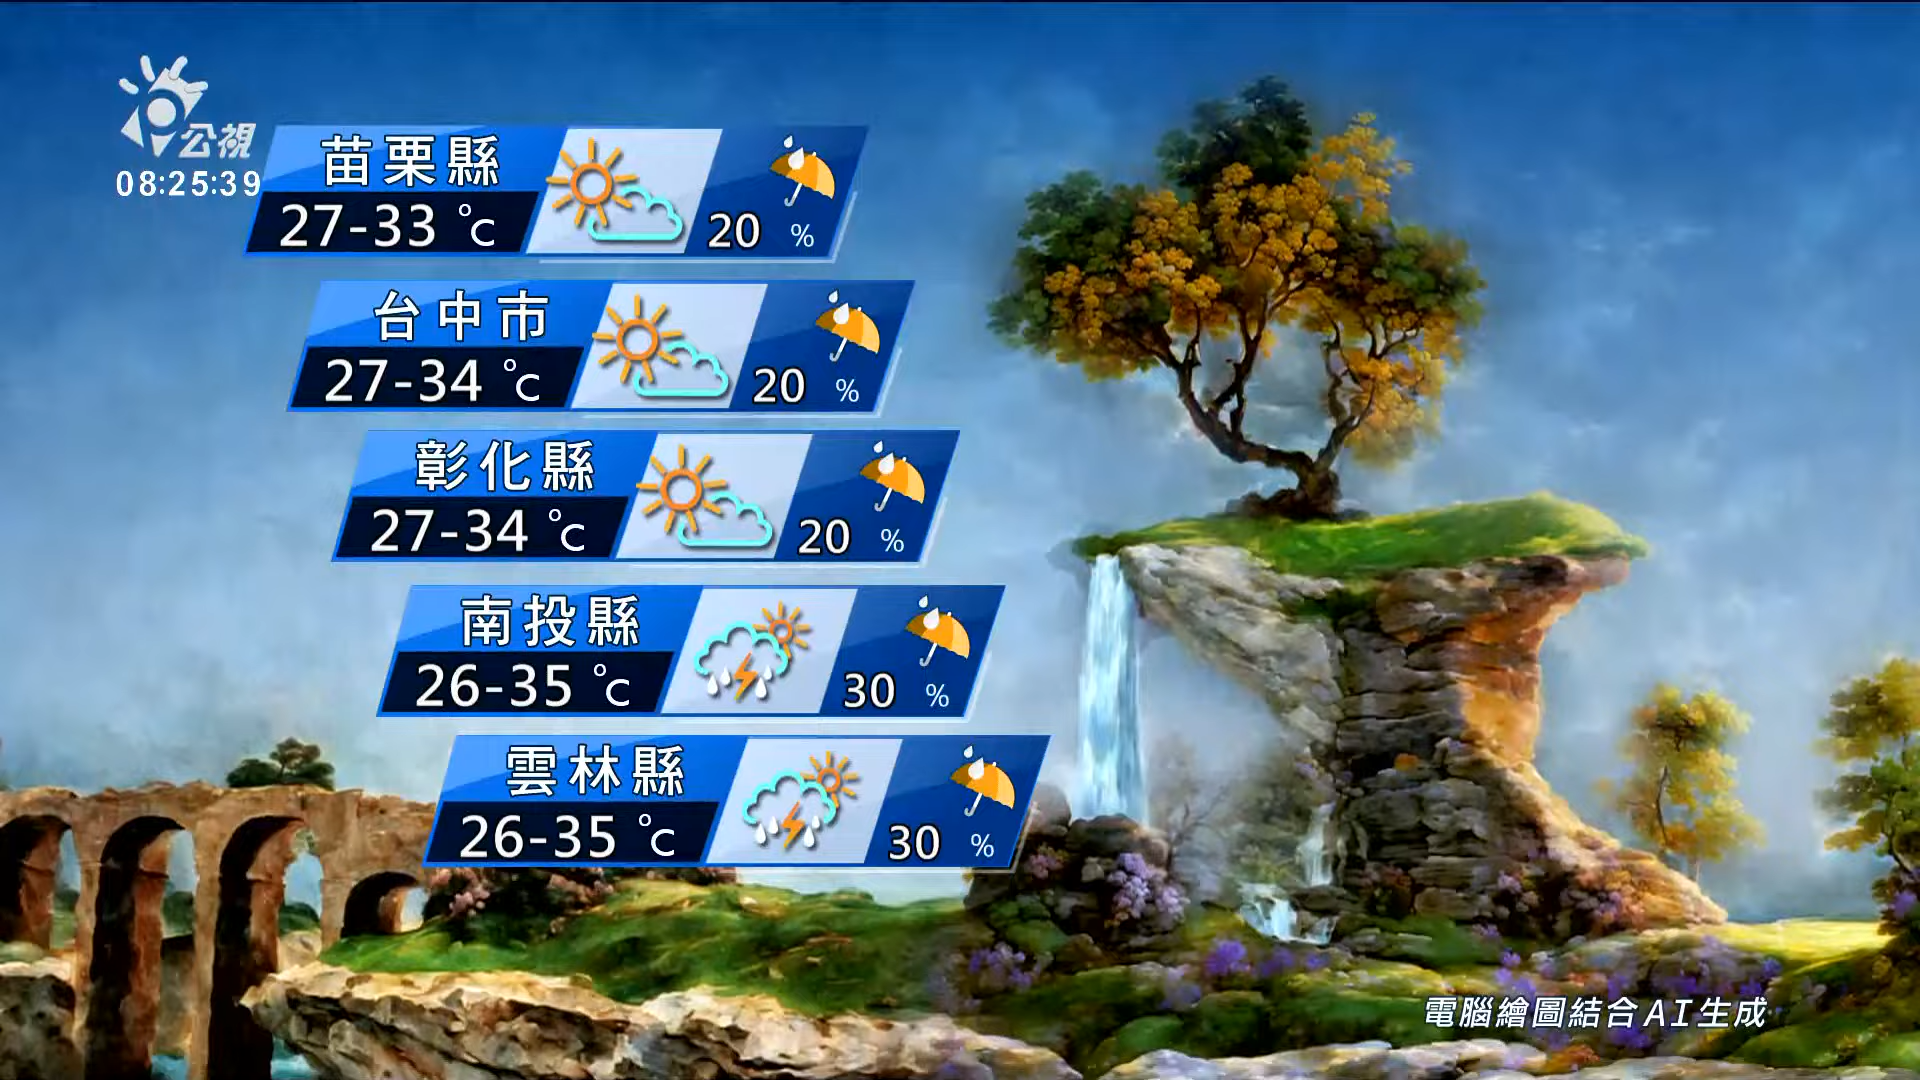 公視
08:25:39
苗栗縣
27-33 °C
20 %
台中市
27-34 °C
20 %
彰化縣
27-34 °C
20 %
南投縣
26-35 °C
30 %
雲林縣
26-35 °C
30 %
電腦繪圖結合AI生成